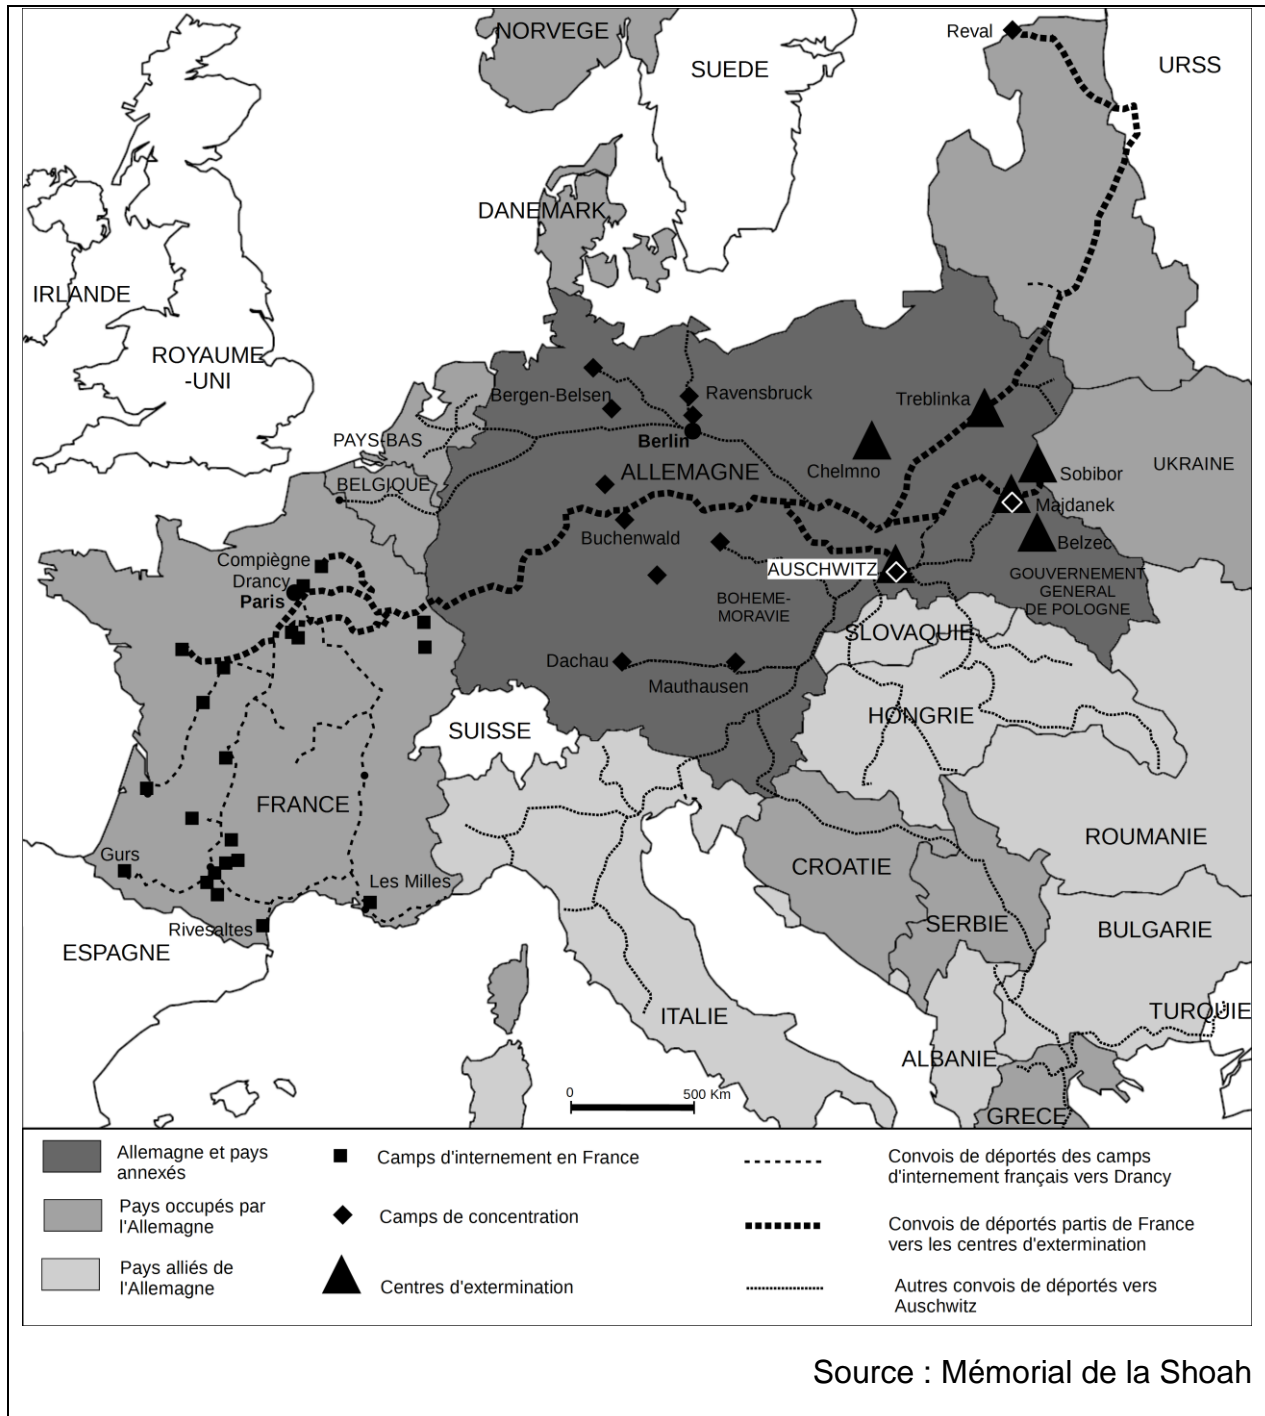 NORVEGE
SUEDE
Reval
URSS
DANEMARK
IRLANDE
ROYAUME
-UNI
Bergen-Belsen
Ravensbruck
Treblinka
PAYS-BAS
Berlin
ALLEMAGNE
Chelmno
Sobibor
UKRAINE
BELGIQUE
Majdanek
Buchenwald
Belzec
Compiègne
Drancy
Paris
AUSCHWITZ
GOUVERNEMENT
GENERAL
DE POLOGNE
BOHEME-
MORAVIE
SLOVAQUIE
Dachau
Mauthausen
SUISSE
HONGRIE
FRANCE
ROUMANIE
Gurs
Les Milles
CROATIE
Rivesaltes
SERBIE
BULGARIE
ESPAGNE
ITALIE
TURQUIE
ALBANIE
0
500 Km
GRECE
Allemagne et pays
annexés
Camps d'internement en France
Convois de déportés des camps
d'internement français vers Drancy
Pays occupés par
l'Allemagne
Camps de concentration
Convois de déportés partis de France
vers les centres d'extermination
Pays alliés de
l'Allemagne
Centres d'extermination
Autres convois de déportés vers
Auschwitz
Source : Mémorial de la Shoah